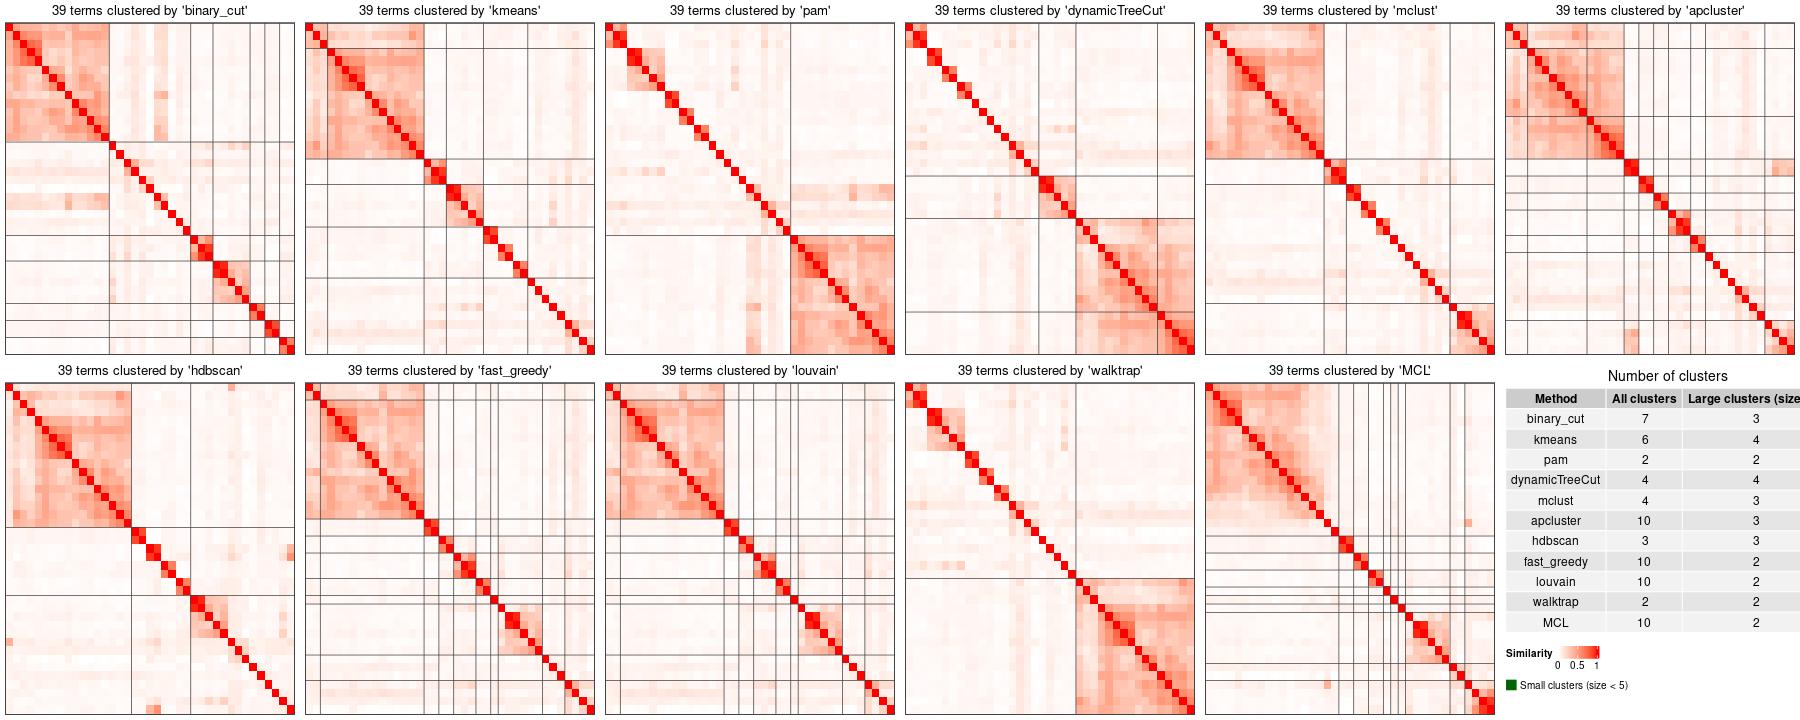 39 terms clustered by 'binary_cut'
39 terms clustered by 'kmeans'
39 terms clustered by 'pam'
39 terms clustered by 'dynamicTreeCut'
39 terms clustered by 'mclust'
39 terms clustered by 'apcluster'
39 terms clustered by 'hdbscan'
39 terms clustered by 'fast_greedy'
39 terms clustered by 'louvain'
39 terms clustered by 'walktrap'
39 terms clustered by 'MCL'
Number of clusters
Method All clusters Large clusters (size
binary_cut 7 3
kmeans 6 4
pam 2 2
dynamicTreeCut 4 4
mclust 4 3
apcluster 10 3
hdbscan 3 3
fast_greedy 10 2
louvain 10 2
walktrap 2 2
MCL 10 2
Similarity
0 0.5 1
Small clusters (size < 5)